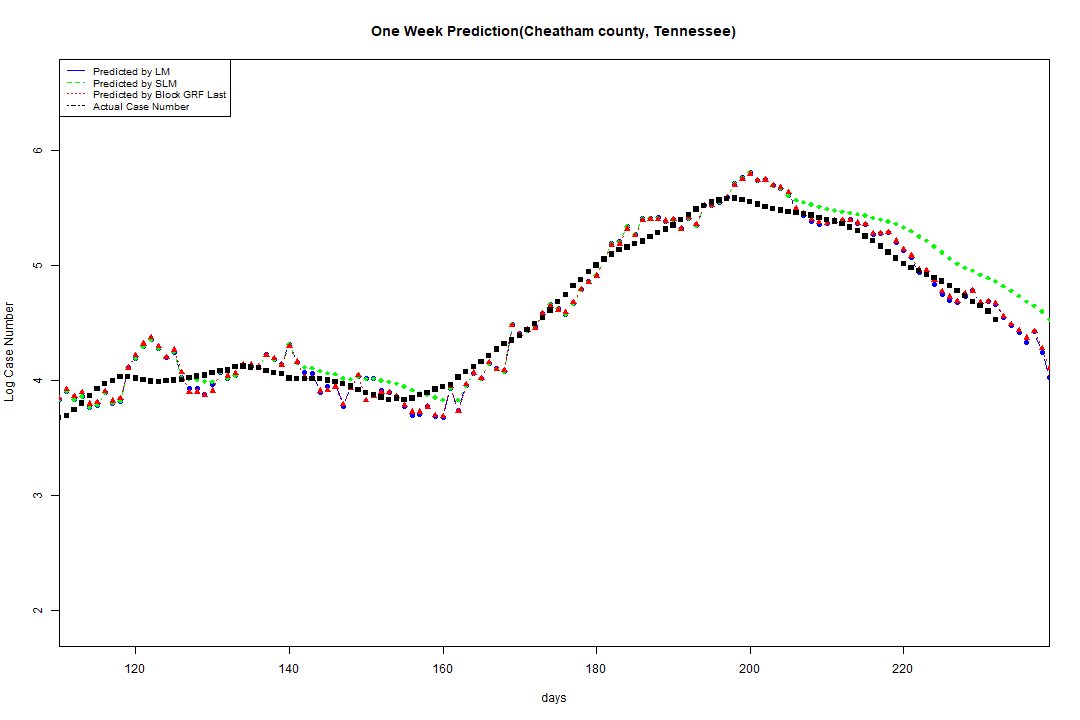 One Week Prediction(Cheatham county, Tennessee)
Predicted by LM
Predicted by SLM
Predicted by Block GRF Last
Actual Case Number
6
5
4
3
2
Log Case Number
120 140 160 180 200 220
days